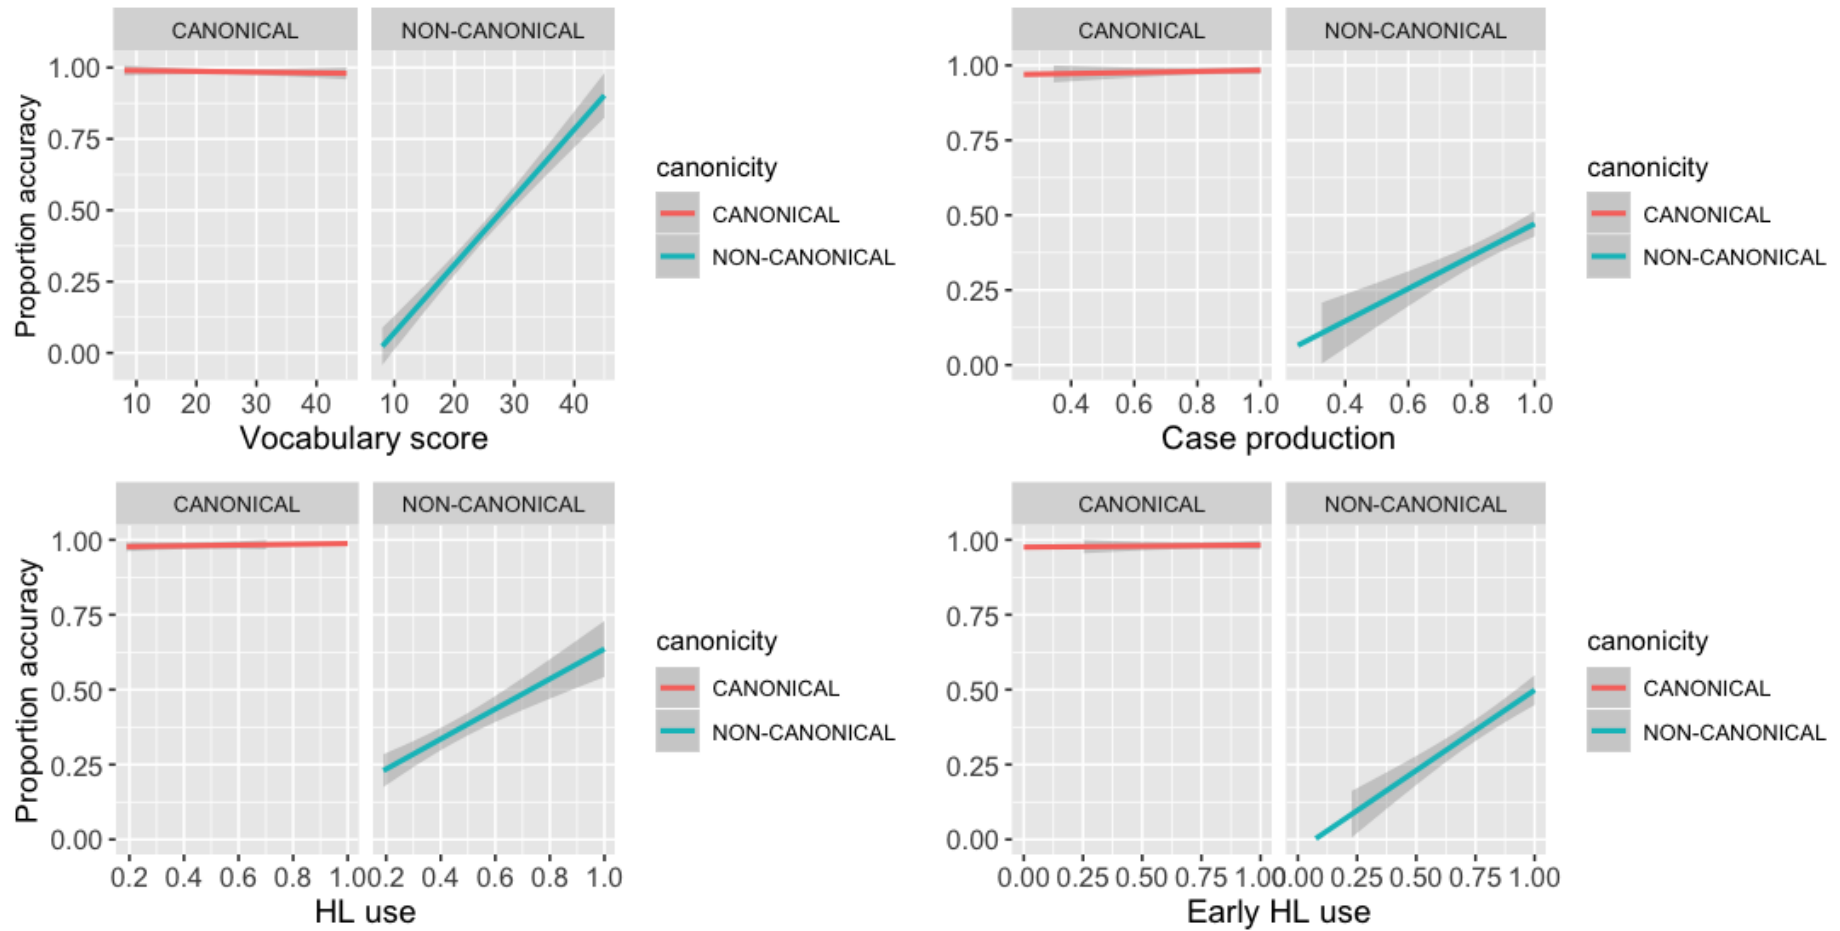 CANONICAL NON-CANONICAL
1.00
0.75
0.50
0.25
0.00
Proportion accuracy
10 20 30 40 10 20 30 40
Vocabulary score
canonicity
CANONICAL
NON-CANONICAL
CANONICAL NON-CANONICAL
1.00
0.75
0.50
0.25
0.00
0.4 0.6 0.8 1.0 0.4 0.6 0.8 1.0
Case production
canonicity
CANONICAL
NON-CANONICAL
CANONICAL NON-CANONICAL
1.00
0.75
0.50
0.25
0.00
Proportion accuracy
0.2 0.4 0.6 0.8 1.0 0.2 0.4 0.6 0.8 1.0
HL use
canonicity
CANONICAL
NON-CANONICAL
CANONICAL NON-CANONICAL
1.00
0.75
0.50
0.25
0.00
0.00 0.25 0.50 0.75 1.00 0.00 0.25 0.50 0.75 1.00
Early HL use
canonicity
CANONICAL
NON-CANONICAL